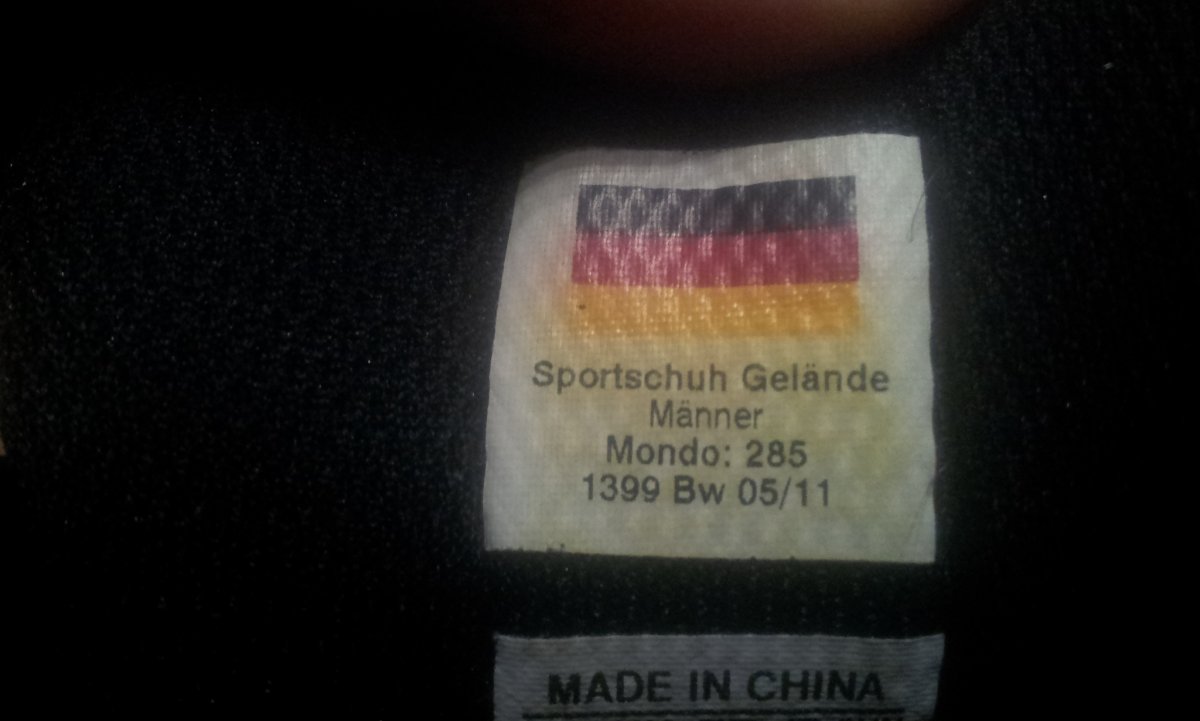 Sportschuh Gelände
Männer
Mondo: 285
1399 Bw 05/11
MADE IN CHINA